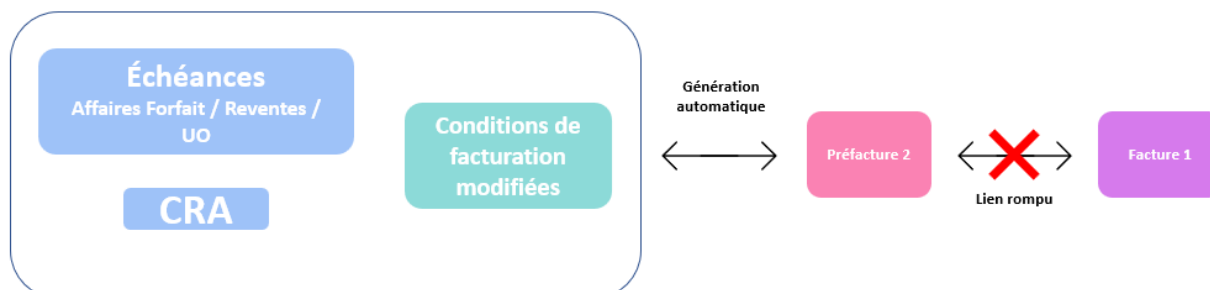 Échéances
Affaires Forfait / Reventes /
UO
CRA
Conditions de
facturation
modifiées
Génération
automatique
Préfacture 2
Lien rompu
Facture 1